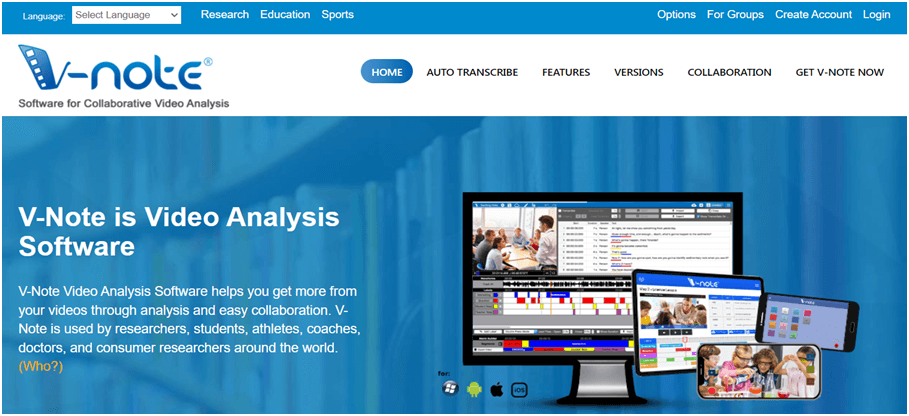 Language: Select Language Research Education Sports Options For Groups Create Account Login
V-note®
Software for Collaborative Video Analysis
HOME AUTO TRANSCRIBE FEATURES VERSIONS COLLABORATION GET V-NOTE NOW
V-Note is Video Analysis
Software
V-Note Video Analysis Software helps you get more from
your videos through analysis and easy collaboration. V-
Note is used by researchers, students, athletes, coaches,
doctors, and consumer researchers around the world.
(Who?)
V-note
V-note
for:
iOS